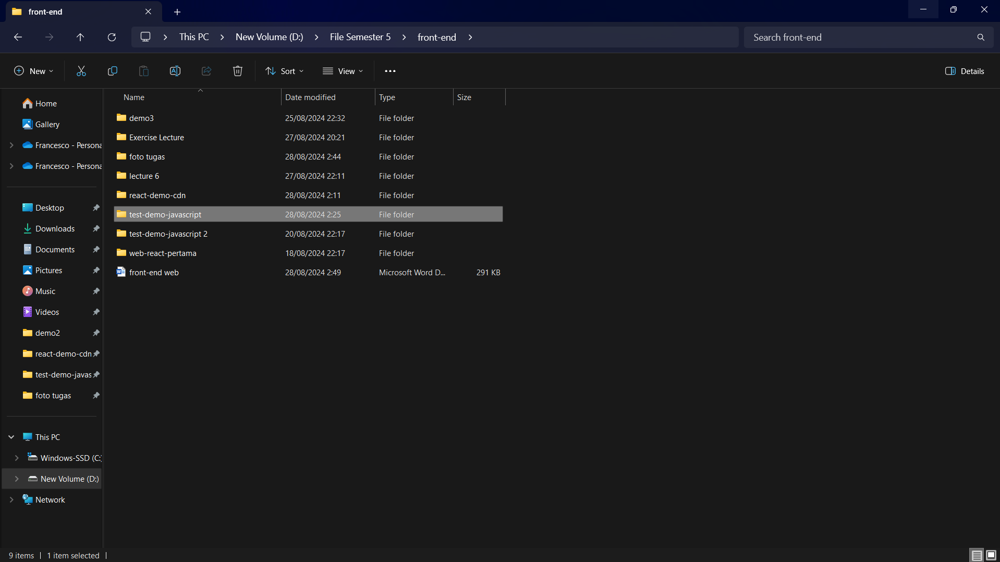 front-end
This PC
New Volume (D:)
File Semester 5
front-end
Search front-end
New
Sort
View
Details
Home
Gallery
Francesco - Persona
Francesco - Persona
Desktop
Downloads
Documents
Pictures
Music
Videos
demo2
react-demo-cdn
test-demo-javas
foto tugas
This PC
Windows-SSD (C:)
New Volume (D:)
Network
Name Date modified Type Size
demo3 25/08/2024 22:32 File folder
Exercise Lecture 27/08/2024 20:21 File folder
foto tugas 28/08/2024 2:44 File folder
lecture 6 27/08/2024 22:11 File folder
react-demo-cdn 28/08/2024 2:11 File folder
test-demo-javascript 28/08/2024 2:25 File folder
test-demo-javascript 2 20/08/2024 22:17 File folder
web-react-pertama 18/08/2024 22:17 File folder
front-end web 28/08/2024 2:49 Microsoft Word D... 291 KB
9 items 1 item selected